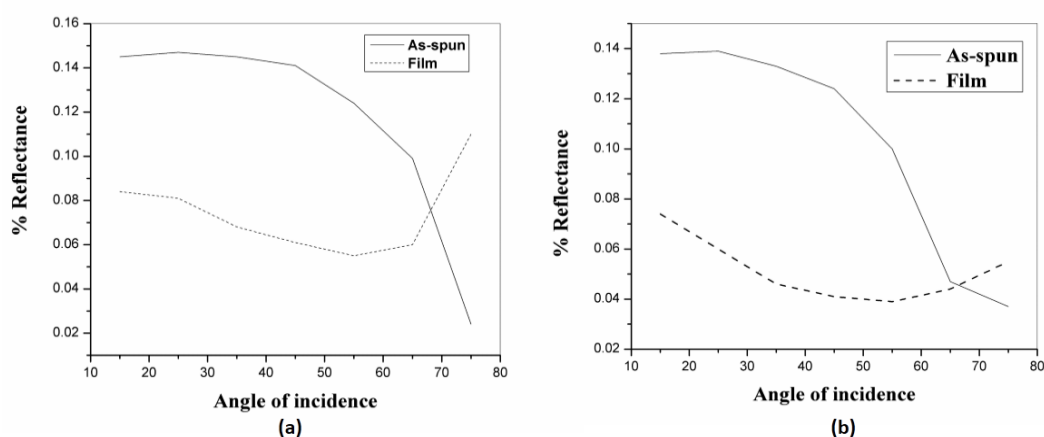 0.16
0.14
0.12
0.10
0.08
0.06
0.04
0.02
% Reflectance
As-spun
Film
10 20 30 40 50 60 70 80
Angle of incidence
(a)
0.14
0.12
0.10
0.08
0.06
0.04
0.02
% Reflectance
As-spun
Film
10 20 30 40 50 60 70 80
Angle of incidence
(b)